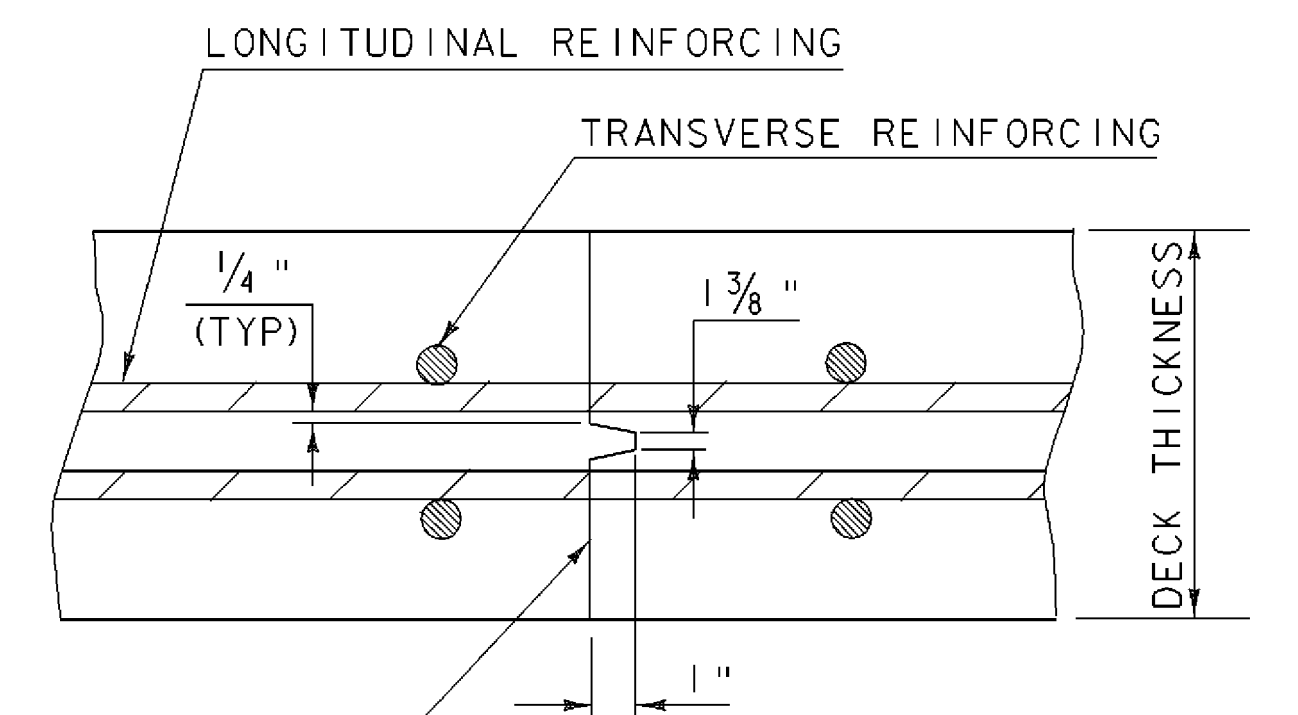 LONGITUDINAL REINFORCING
TRANSVERSE REINFORCING
1/4 "
(TYP)
1 3/8 "
DECK THICKNESS
1 "